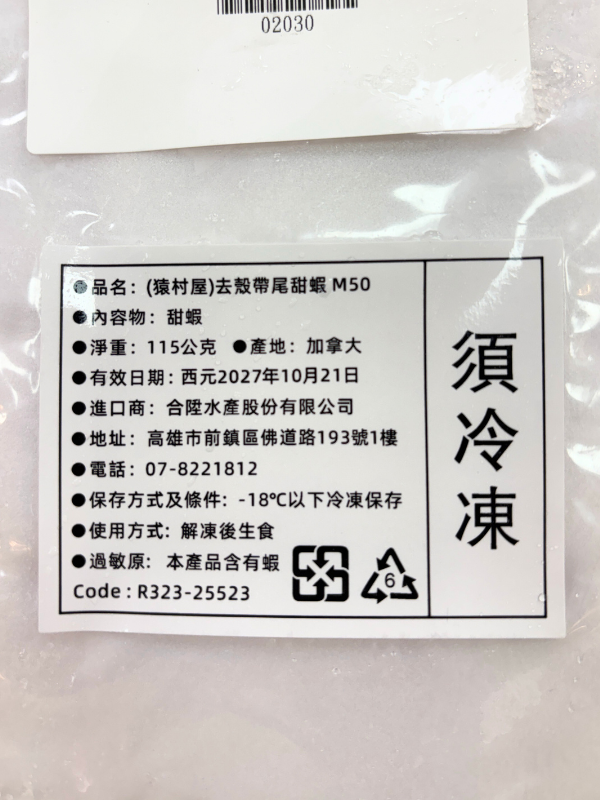 02030
●品名：(猿村屋)去殼帶尾甜蝦 M50
●內容物：甜蝦
●淨重：115公克 ●產地：加拿大
●有效日期：西元2027年10月21日
●進口商：合陞水產股份有限公司
●地址：高雄市前鎮區佛道路193號1樓
●電話：07-8221812
●保存方式及條件：-18℃以下冷凍保存
●使用方式：解凍後生食
●過敏原：本產品含有蝦
Code : R323-25523
6
須冷凍